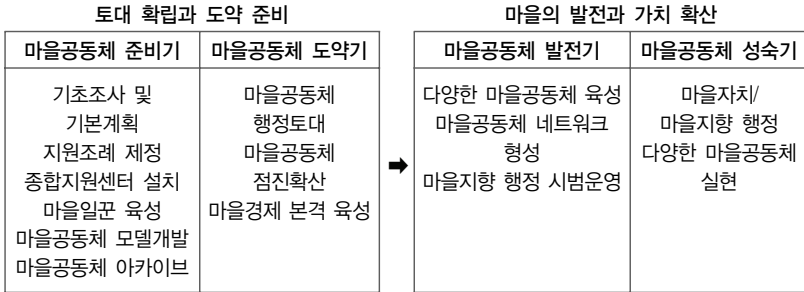 토대 확립과 도약 준비
마을공동체 준비기
기초조사 및
기본계획
지원조례 제정
종합지원센터 설치
마을일꾼 육성
마을공동체 모델개발
마을공동체 아카이브
마을공동체 도약기
마을공동체
행정토대
마을공동체
점진확산
마을경제 본격 육성
➡
마을의 발전과 가치 확산
마을공동체 발전기
다양한 마을공동체 육성
마을공동체 네트워크
형성
마을지향 행정 시범운영
마을공동체 성숙기
마을자치/
마을지향 행정
다양한 마을공동체
실현